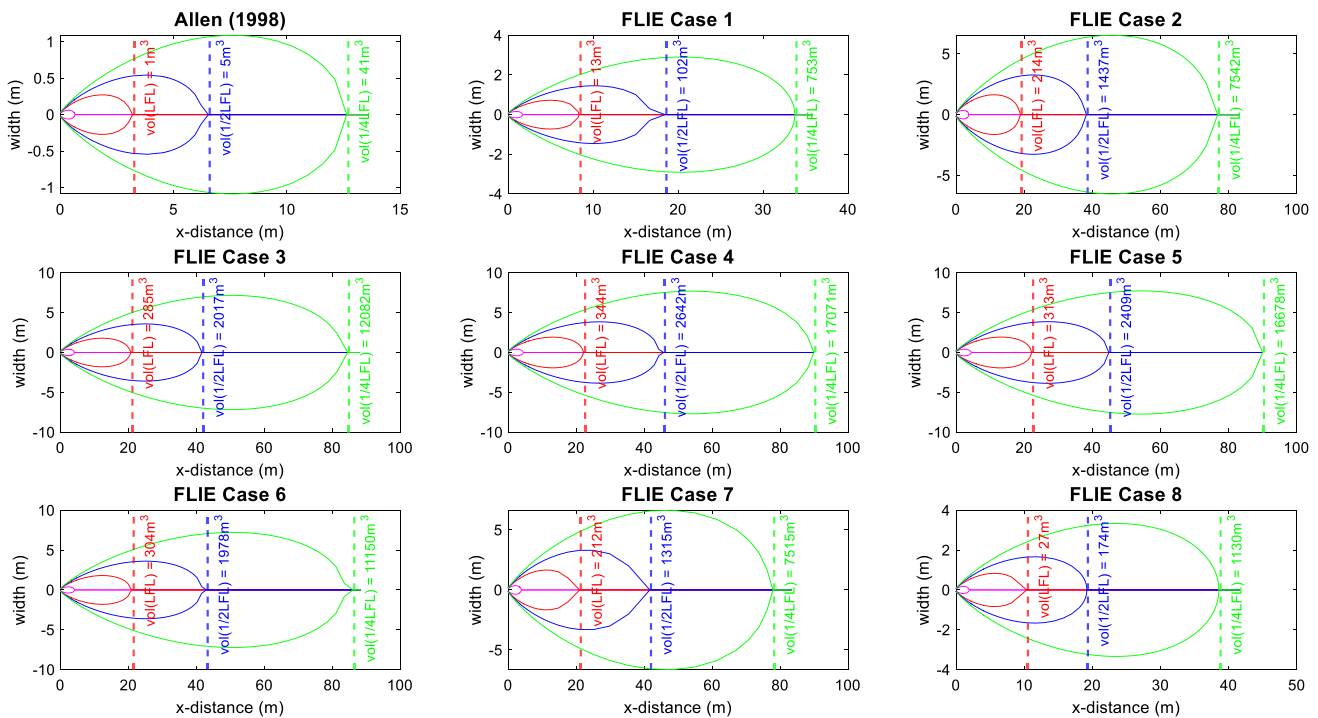 Allen (1998)
1
0.5
0
-0.5
-1
width (m)
vol(LFL) = 1m³
vol(1/2LFL) = 5m³
vol(1/4LFL) = 41m³
0 5 10 15
x-distance (m)
FLIE Case 1
4
2
0
-2
-4
width (m)
vol(LFL) = 13m³
vol(1/2LFL) = 102m³
vol(1/4LFL) = 753m³
0 10 20 30 40
x-distance (m)
FLIE Case 2
5
0
-5
width (m)
vol(LFL) = 214m³
vol(1/2LFL) = 1437m³
vol(1/4LFL) = 7542m³
0 20 40 60 80 100
x-distance (m)
FLIE Case 3
10
5
0
-5
-10
width (m)
vol(LFL) = 285m³
vol(1/2LFL) = 2017m³
vol(1/4LFL) = 12082m³
0 20 40 60 80 100
x-distance (m)
FLIE Case 4
10
5
0
-5
-10
width (m)
vol(LFL) = 344m³
vol(1/2LFL) = 2642m³
vol(1/4LFL) = 17071m³
0 20 40 60 80 100
x-distance (m)
FLIE Case 5
10
5
0
-5
-10
width (m)
vol(LFL) = 313m³
vol(1/2LFL) = 2409m³
vol(1/4LFL) = 16678m³
0 20 40 60 80 100
x-distance (m)
FLIE Case 6
10
5
0
-5
-10
width (m)
vol(LFL) = 304m³
vol(1/2LFL) = 1978m³
vol(1/4LFL) = 11150m³
0 20 40 60 80 100
x-distance (m)
FLIE Case 7
5
0
-5
width (m)
vol(LFL) = 212m³
vol(1/2LFL) = 1315m³
vol(1/4LFL) = 7515m³
0 20 40 60 80 100
x-distance (m)
FLIE Case 8
4
2
0
-2
-4
width (m)
vol(LFL) = 27m³
vol(1/2LFL) = 174m³
vol(1/4LFL) = 1130m³
0 10 20 30 40 50
x-distance (m)